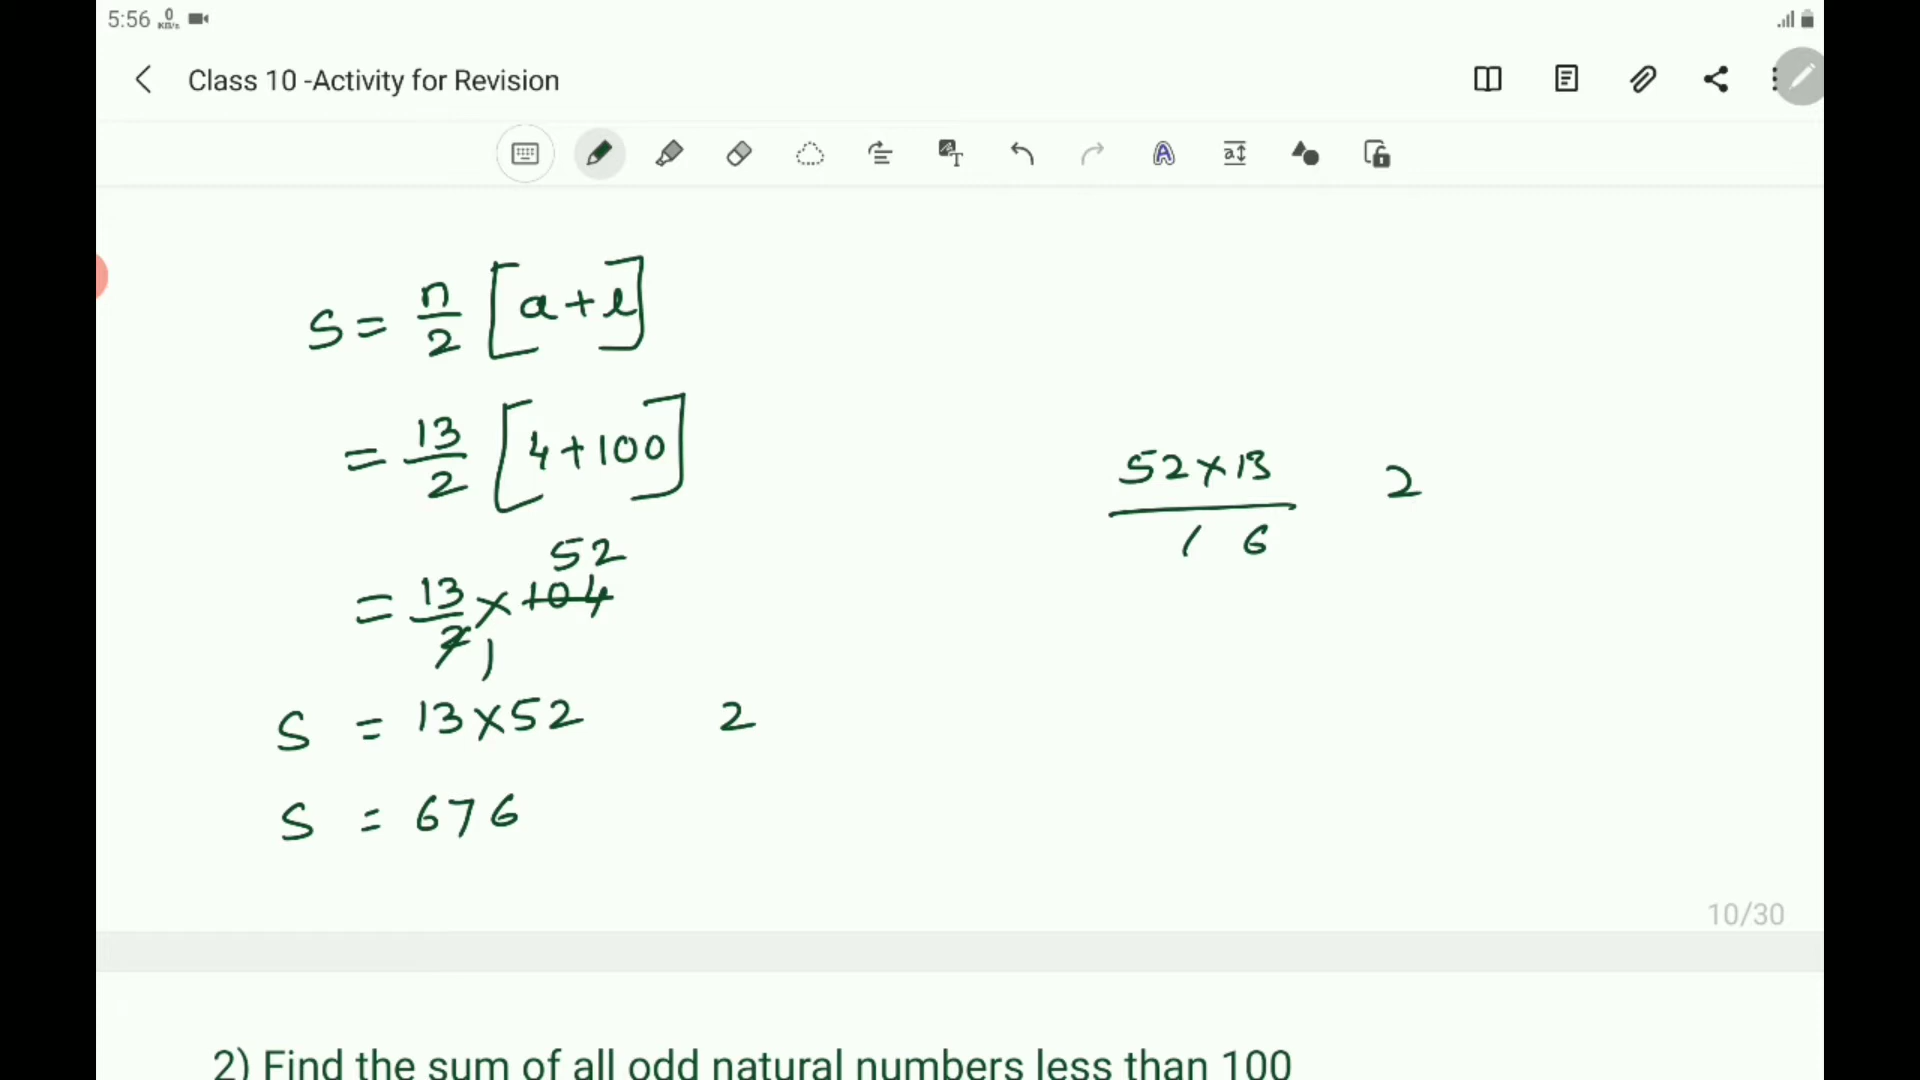 5:56 0 KB/s
Class 10 -Activity for Revision
S = n/2 [a+l]
= 13/2 [4+100]
52×13 2
1 6
52
= 13/2 × 104
1
S = 13×52 2
S = 676
10/30
2) Find the sum of all odd natural numbers less than 100